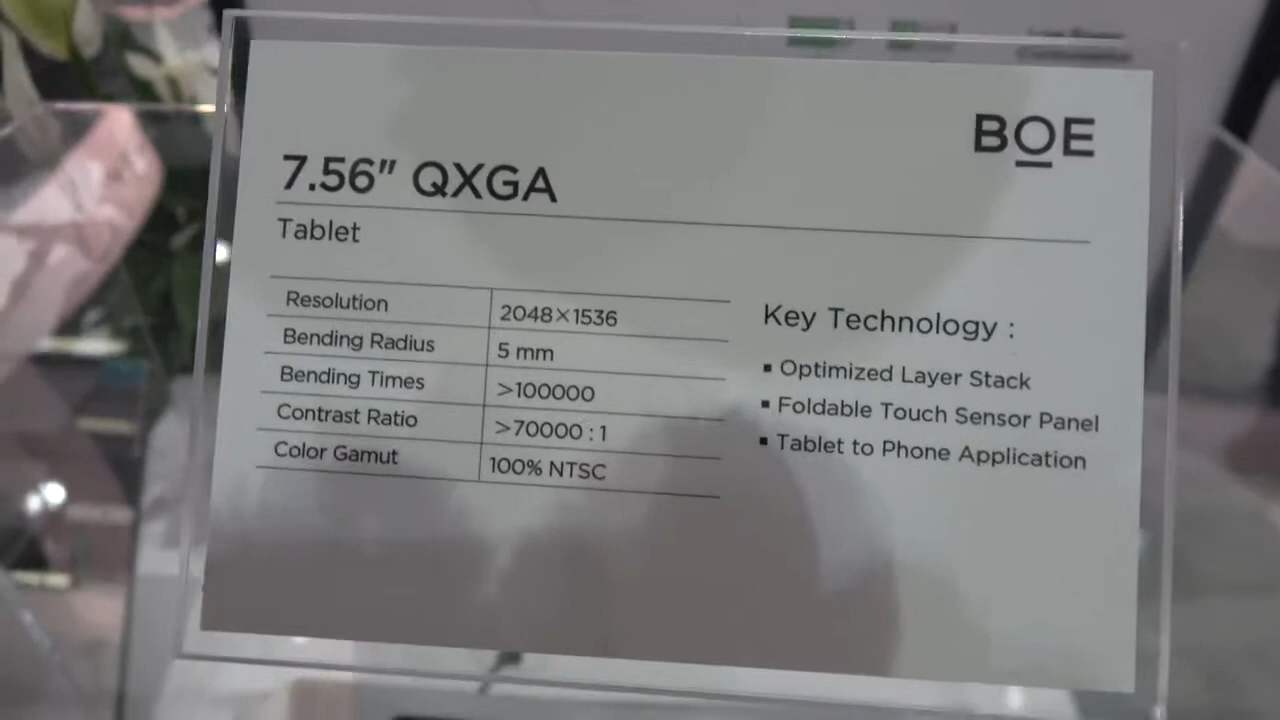 BOE
7.56" QXGA
Tablet
Resolution 2048×1536
Bending Radius 5 mm
Bending Times >100000
Contrast Ratio >70000 : 1
Color Gamut 100% NTSC
Key Technology :
▪ Optimized Layer Stack
▪ Foldable Touch Sensor Panel
▪ Tablet to Phone Application